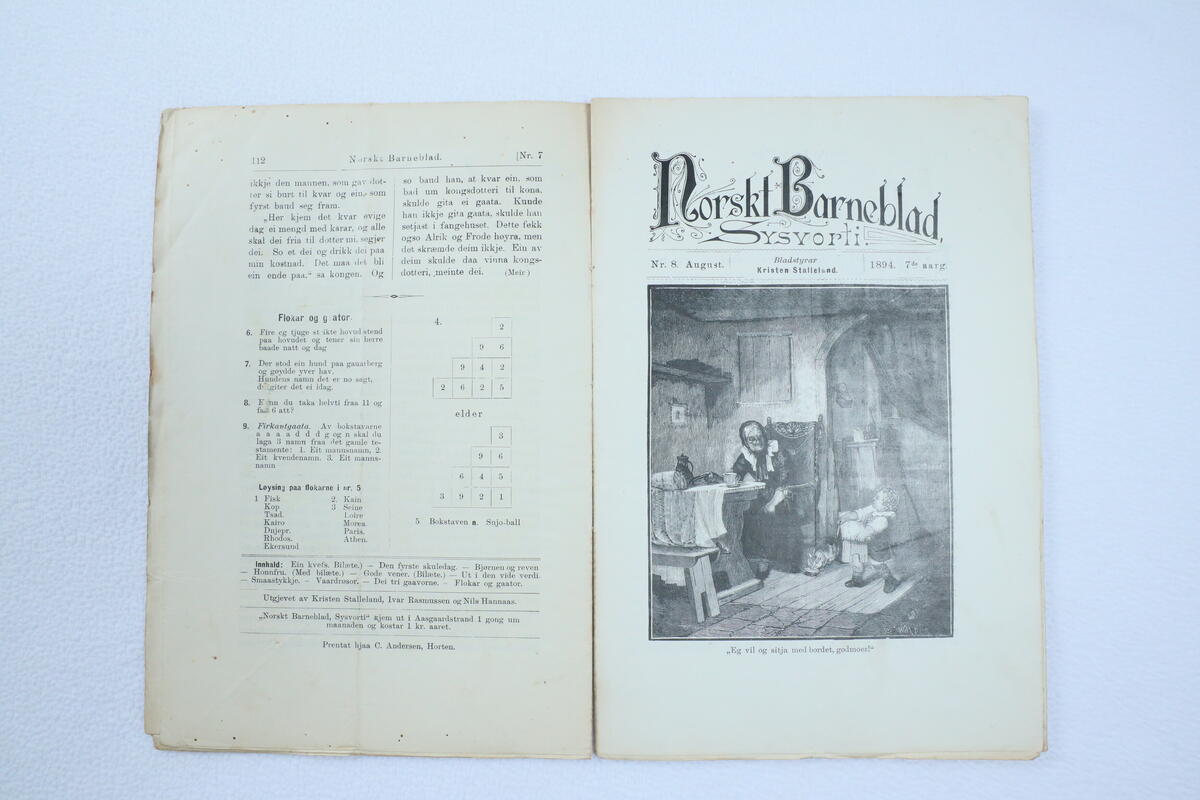 112 Norskt Barneblad. [Nr. 7
ikkje den mannen, som gav dot-
ter si burt til kvar og ein, som
fyrst baud seg fram.
„Her kjem det kvar evige
dag ei mengd med karar, og alle
skal dei fria til dotter mi, segjer
dei. So et dei og drikk dei paa
min kostnad. Det maa det bli
ein ende paa,“ sa kongen. Og
so baud han, at kvar ein, som
bad um kongsdotteri til kona,
skulde gita ei gaata. Kunde
han ikkje gita gaata, skulde han
setjast i fangehuset. Dette fekk
ogso Alrik og Frode høyra, men
det skræmde deim ikkje. Ein av
deim skulde daa vinna kongs-
dotteri, meinte dei. (Meir)
Flokar og gaator.
6. Fire og tjuge st ikte hovud stend
paa hovudet og tener sin herre
baade natt og dag
7. Der stod ein hund paa gauarberg
og gøydde yver hav.
Hundens namn det er no sagt,
du giter det ei idag.
8. Kann du taka helvti fraa 11 og
faa 6 att?
9. Firkantgaata. Av bokstavarne
a a a a d d d g og n skal du
laga 3 namn fraa det gamle te-
stamente: 1. Eit mannsnamn, 2.
Eit kvendenamn. 3. Eit manns-
namn
Løysing paa flokarne i nr. 5
1 Fisk
Kop
Tsad.
Kairo
Dnjepr.
Rhodos.
Ekersund
2. Kain
3 Seine
Loire
Morea
Paris.
Athen.
4.
2
9 6
9 4 2
2 6 2 5
elder
3
9 6
6 4 5
3 9 2 1
5 Bokstaven n. Snjo-ball
Innhald: Ein kvefs. Bilæte.) – Den fyrste skuledag. – Bjørnen og reven
– Honnfru. (Med bilæte.) – Gode vener. (Bilæte.) – Ut i den vide verdi.
– Smaastykkje. – Vaardrøsor. – Dei tri gaavorne. – Flokar og gaator.
Utgjevet av Kristen Stalleland, Ivar Rasmussen og Nils Hannaas.
„Norskt Barneblad, Sysvorti“ kjem ut i Aasgaardstrand 1 gong um
maanaden og kostar 1 kr. aaret.
Prentat hjaa C. Andersen, Horten.
Norskt Barneblad,
Sysvorti.
Nr. 8. August.
Bladstyrar
Kristen Stalleland.
1894. 7de aarg.
„Eg vil og sitja med bordet, godmoer!“